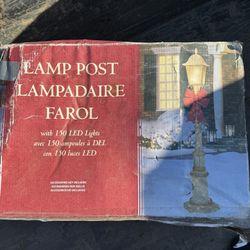 LAMP POST
LAMPADAIRE
FAROL
with 150 LED Lights
avec 150 ampoules à DEL
con 150 luces LED